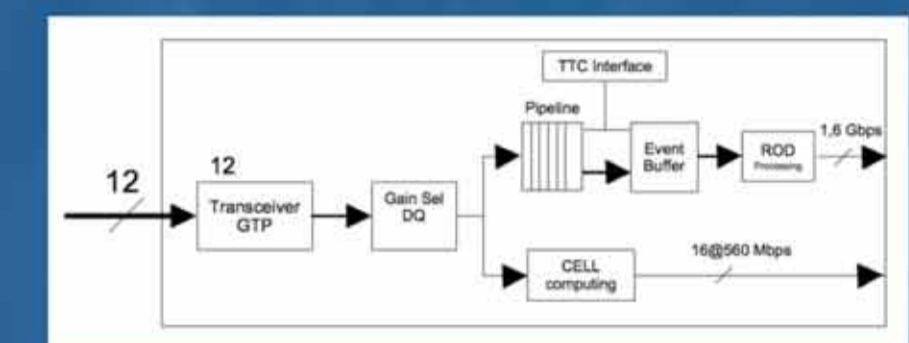 TTC Interface
Pipeline
1,6 Gbps
Event
Buffer
ROD
Processing
12
12
Transceiver
GTP
Gain Sel
DQ
16@560 Mbps
CELL
computing